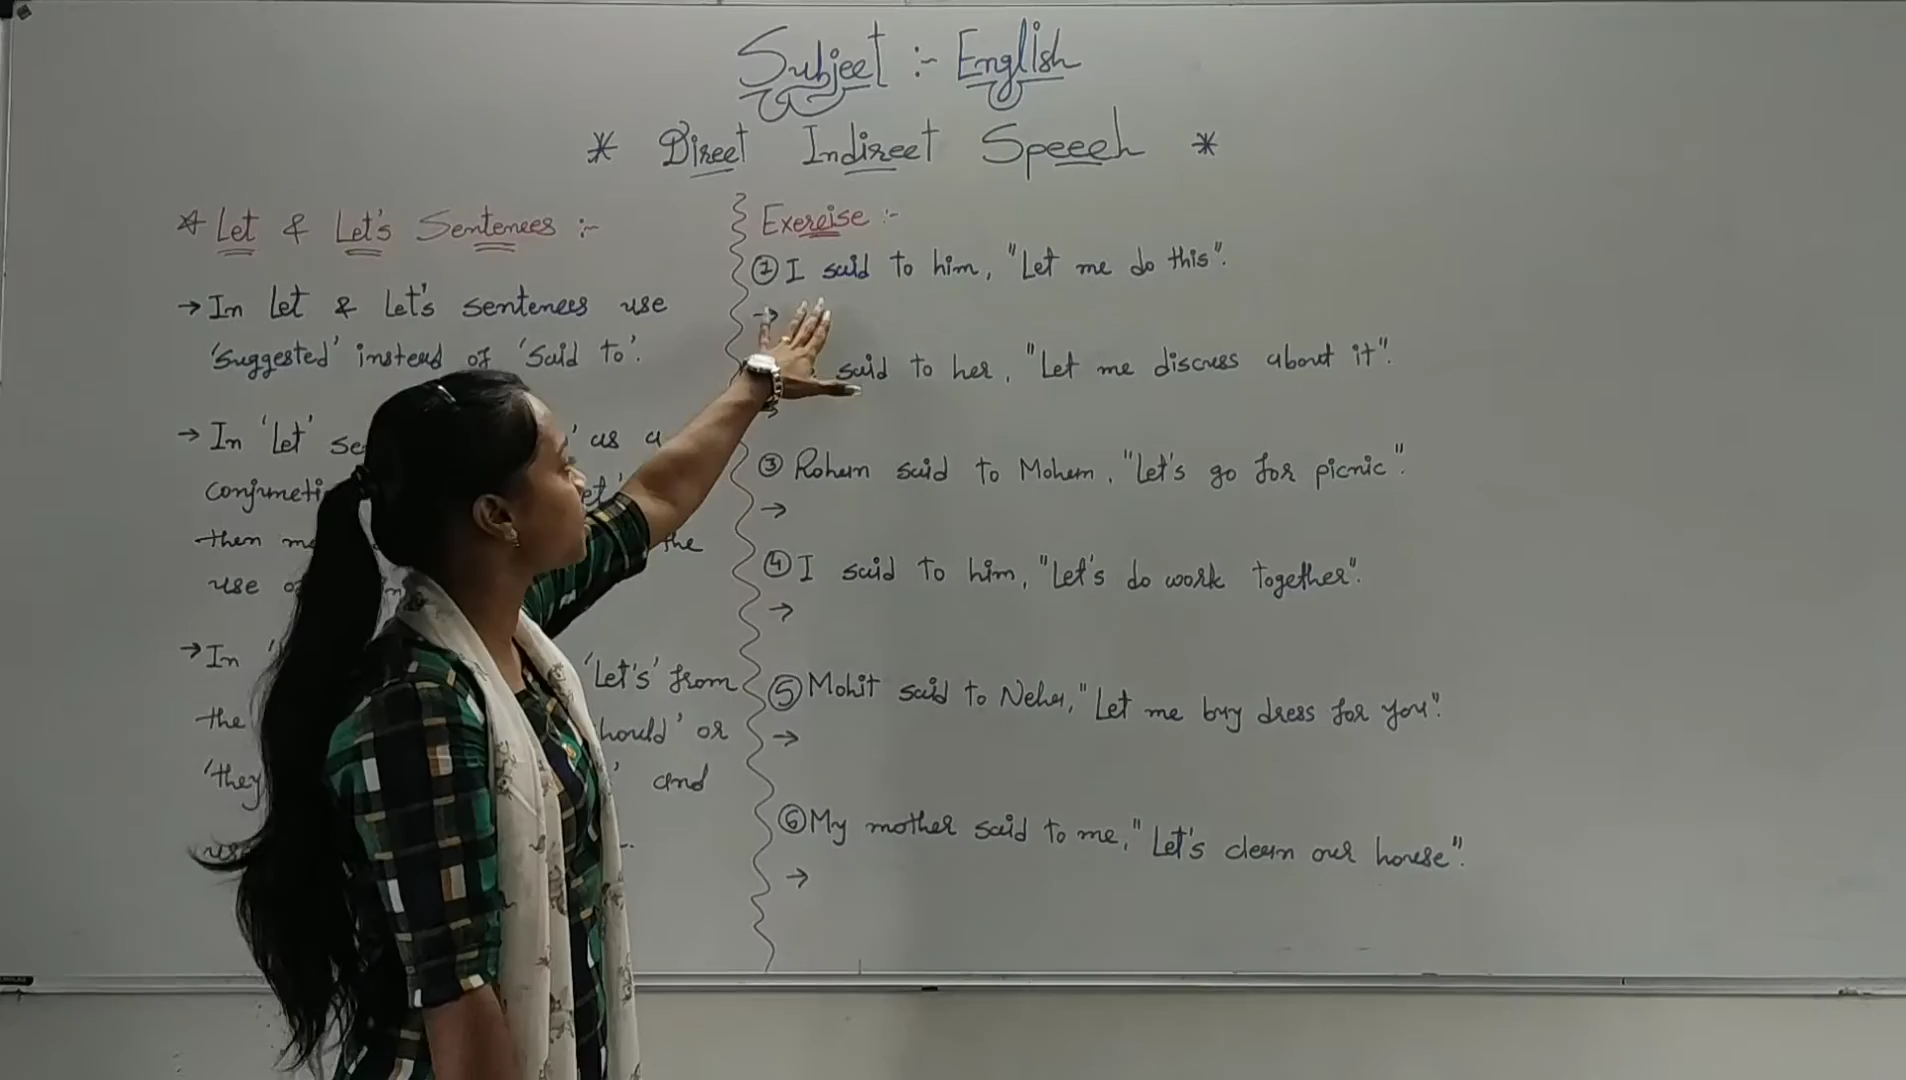 Subject :- English
* Direct Indirect Speech *
* Let & Let's Sentences :-
→ In Let & Let's sentences use
'suggested' instead of 'Said to'.
→ In 'Let' as a
then the
use
→ In 'Let's' from
the or
'they and
Exercise :-
① I said to him, "Let me do this".
→
said to her, "Let me discuss about it".
→
③ Rohan said to Mohan, "Let's go for picnic".
→
④ I said to him, "Let's do work together".
→
⑤ Mohit said to Neha, "Let me buy dress for you".
→
⑥ My mother said to me, "Let's clean our house".
→